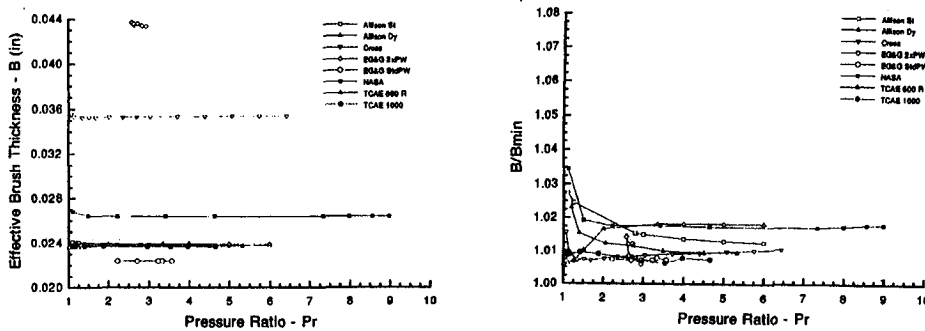 Effective Brush Thickness - B (in)
0.044
0.040
0.036
0.032
0.028
0.024
0.020
1 2 3 4 5 6 7 8 9 10
Pressure Ratio - Pr
Allison St
Allison Dy
Cross
EG&G 2xPW
EG&G StdPW
NASA
TCAE 600 R
TCAE 1000
B/Bmin
1.08
1.07
1.06
1.05
1.04
1.03
1.02
1.01
1.00
1 2 3 4 5 6 7 8 9 10
Pressure Ratio - Pr
Allison St
Allison Dy
Cross
EG&G 2xPW
EG&G StdPW
NASA
TCAE 600 R
TCAE 1000